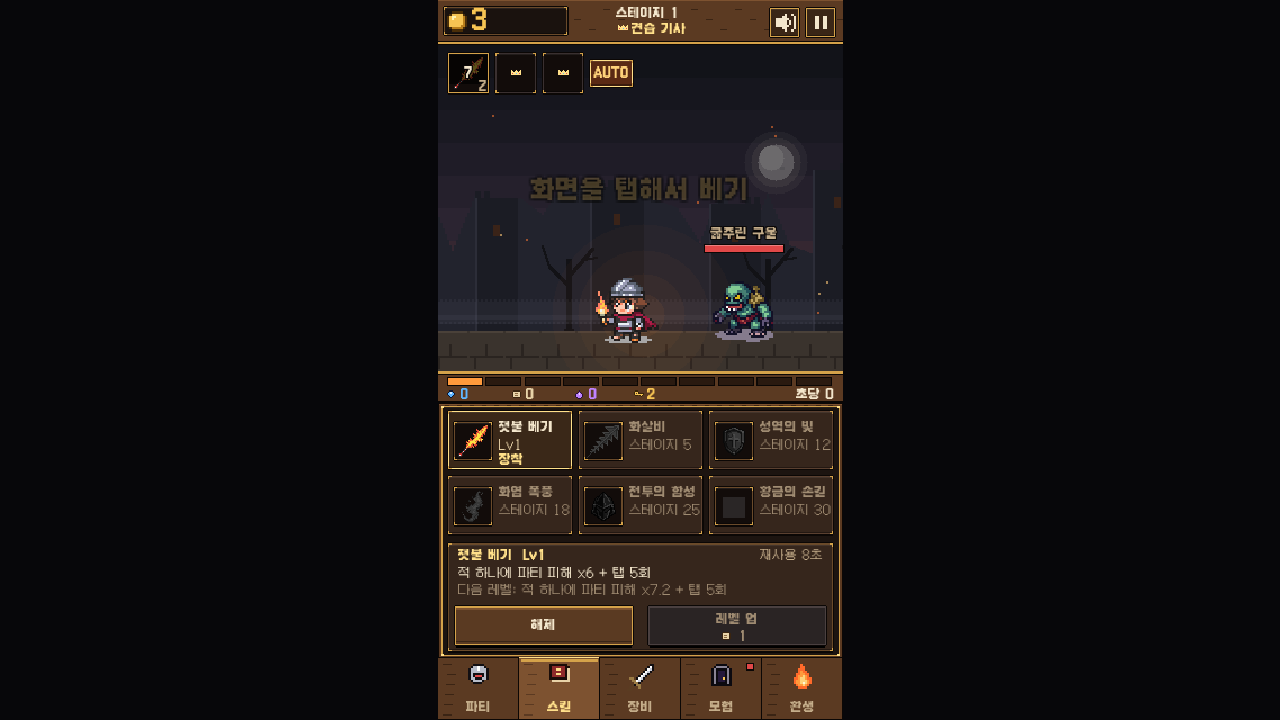 3
스테이지 1
견습 기사
7
Z
AUTO
화면을 탭해서 베기
굶주린 구울
0
0
0
2
초당 0
잿불 베기
Lv1
장착
화살비
스테이지 5
성역의 빛
스테이지 12
화염 폭풍
스테이지 18
전투의 함성
스테이지 25
황금의 손길
스테이지 30
잿불 베기 Lv1
재사용 8초
적 하나에 파티 피해 x6 + 탭 5회
다음 레벨: 적 하나에 파티 피해 x7.2 + 탭 5회
해제
레벨 업
1
파티
스킬
장비
모험
환생